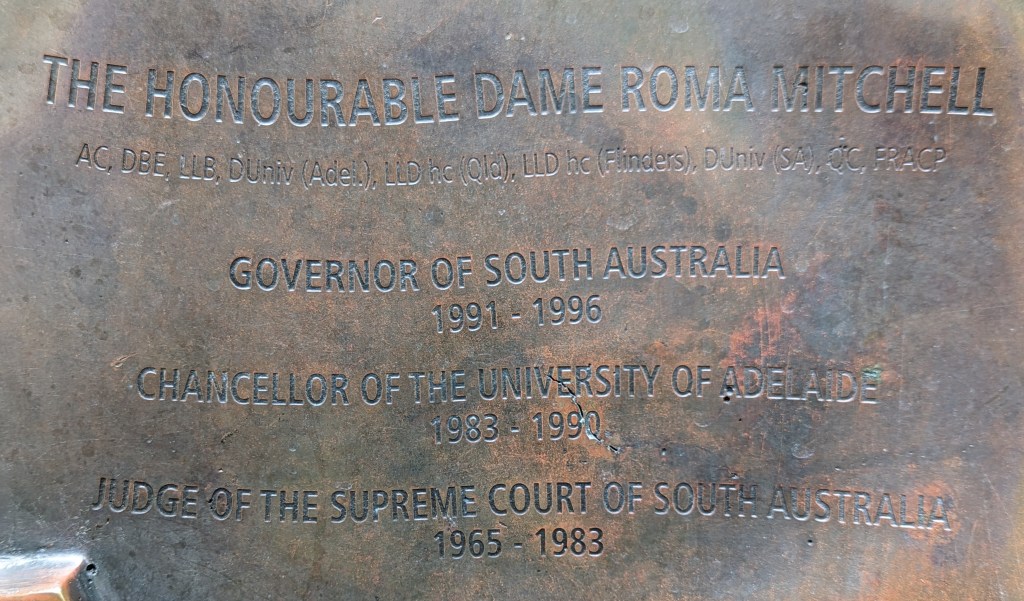 THE HONOURABLE DAME ROMA MITCHELL
AC, DBE, LLB, DUniv (Adel.), LLD hc (Qld), LLD hc (Flinders), DUniv (SA), QC, FRACP
GOVERNOR OF SOUTH AUSTRALIA
1991 - 1996
CHANCELLOR OF THE UNIVERSITY OF ADELAIDE
1983 - 1990
JUDGE OF THE SUPREME COURT OF SOUTH AUSTRALIA
1965 - 1983